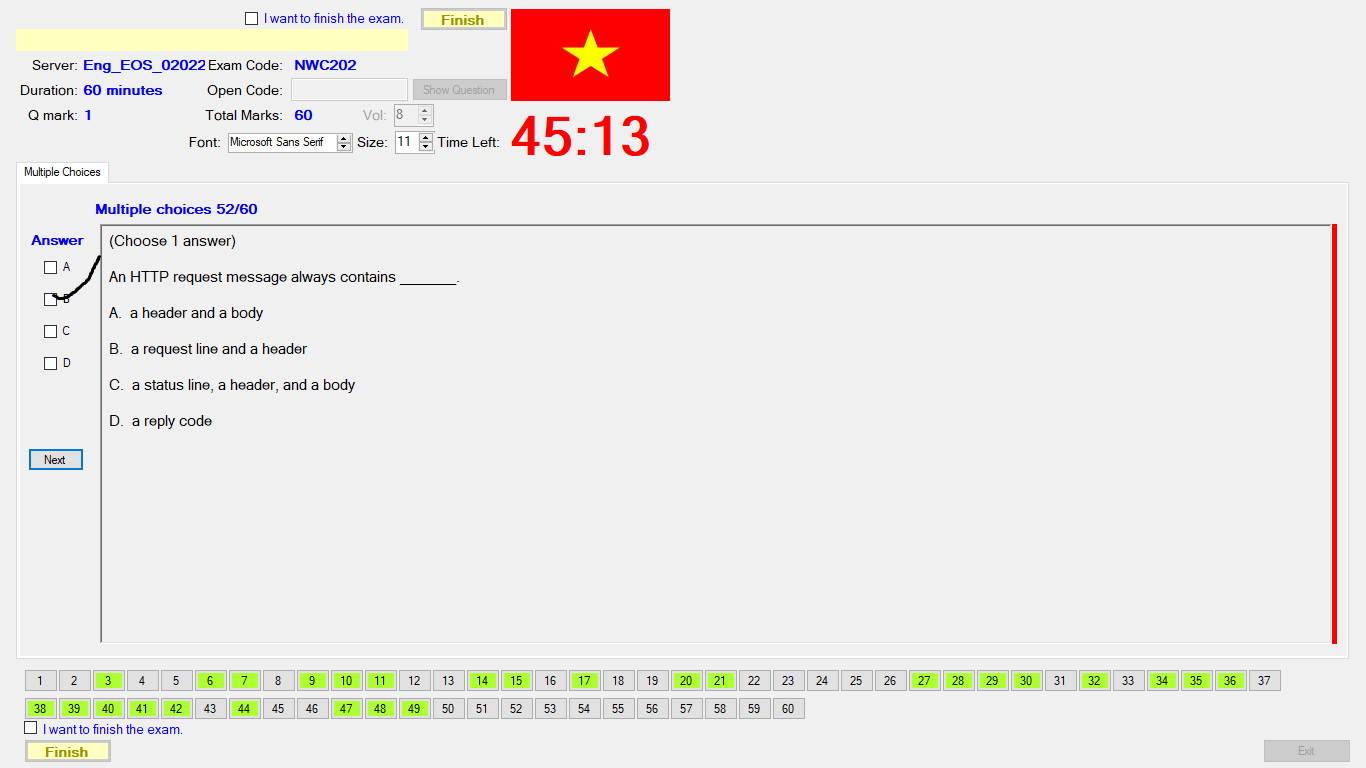 I want to finish the exam.
Finish
Server: Eng_EOS_02022 Exam Code: NWC202
Duration: 60 minutes Open Code: Show Question
Q mark: 1 Total Marks: 60 Vol: 8
Font: Microsoft Sans Serif Size: 11 Time Left: 45:13
Multiple Choices
Multiple choices 52/60
Answer
A
B
C
D
Next
(Choose 1 answer)
An HTTP request message always contains _______.
A. a header and a body
B. a request line and a header
C. a status line, a header, and a body
D. a reply code
1 2 3 4 5 6 7 8 9 10 11 12 13 14 15 16 17 18 19 20 21 22 23 24 25 26 27 28 29 30 31 32 33 34 35 36 37
38 39 40 41 42 43 44 45 46 47 48 49 50 51 52 53 54 55 56 57 58 59 60
I want to finish the exam.
Finish
Exit